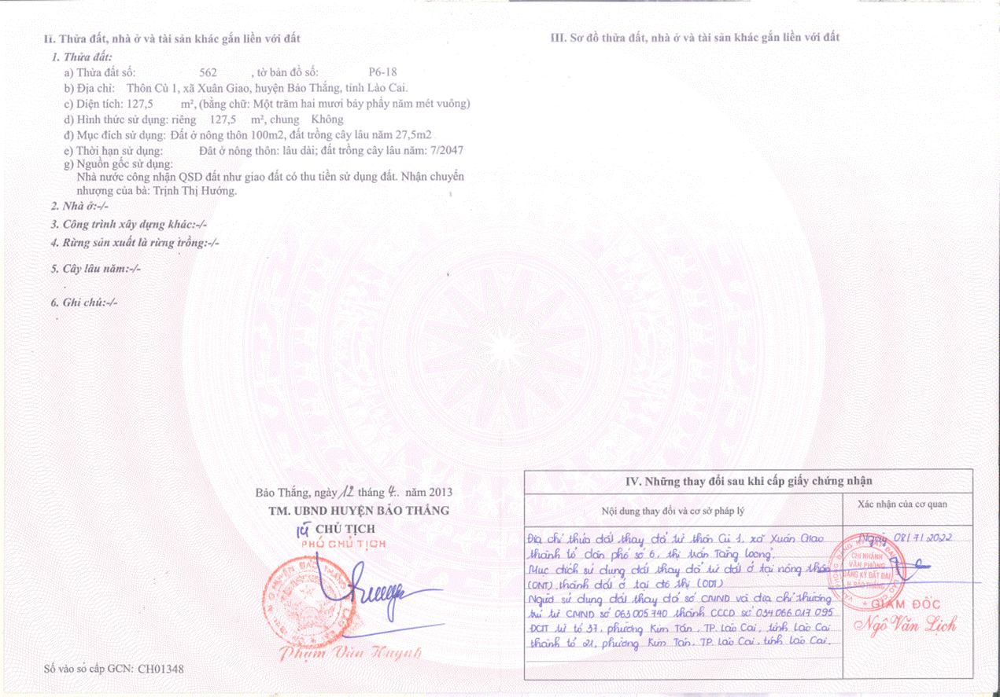 II. Thửa đất, nhà ở và tài sản khác gắn liền với đất
1. Thửa đất:
a) Thửa đất số: 562 , tờ bản đồ số: P6-18
b) Địa chỉ: Thôn Cù 1, xã Xuân Giao, huyện Bảo Thắng, tỉnh Lào Cai.
c) Diện tích: 127,5 m², (bằng chữ: Một trăm hai mươi bảy phẩy năm mét vuông)
d) Hình thức sử dụng: riêng 127,5 m², chung Không
đ) Mục đích sử dụng: Đất ở nông thôn 100m2, đất trồng cây lâu năm 27,5m2
e) Thời hạn sử dụng: Đât ở nông thôn: lâu dài; đất trồng cây lâu năm: 7/2047
g) Nguồn gốc sử dụng:
Nhà nước công nhận QSD đất như giao đất có thu tiền sử dụng đất. Nhận chuyển
nhượng của bà: Trịnh Thị Hướng.
2. Nhà ở:-/-
3. Công trình xây dựng khác:-/-
4. Rừng sản xuất là rừng trồng:-/-
5. Cây lâu năm:-/-
6. Ghi chú:-/-
Bảo Thắng, ngày 12 tháng 4.. năm 2013
TM. UBND HUYỆN BẢO THẮNG
CHỦ TỊCH
PHÓ CHỦ TỊCH
Phạm Văn Huynh
Số vào sổ cấp GCN: CH01348
III. Sơ đồ thửa đất, nhà ở và tài sản khác gắn liền với đất
IV. Những thay đổi sau khi cấp giấy chứng nhận
Nội dung thay đổi và cơ sở pháp lý
Xác nhận của cơ quan
Địa chỉ thửa đất thay đổi từ thôn Cù 1, xã Xuân Giao
thành tổ dân phố số 6, thị trấn Tằng Loỏng.
Mục đích sử dụng đất thay đổi từ đất ở tại nông thôn
(ONT) thành đất ở tại đô thị (ODT)
Người sử dụng đất thay đổi số CMND và địa chỉ thường
trú từ CMND số 063005740 thành CCCD số 034066017095
ĐCTT từ tổ 37, phường Kim Tân, TP. Lào Cai, tỉnh Lào Cai
thành tổ 21, phường Kim Tân, TP. Lào Cai, tỉnh Lào Cai.
Ngày 08/7/2022
CHI NHÁNH
VĂN PHÒNG
ĐĂNG KÝ ĐẤT ĐAI
H. BẢO THẮNG
GIÁM ĐỐC
Ngô Văn Lịch